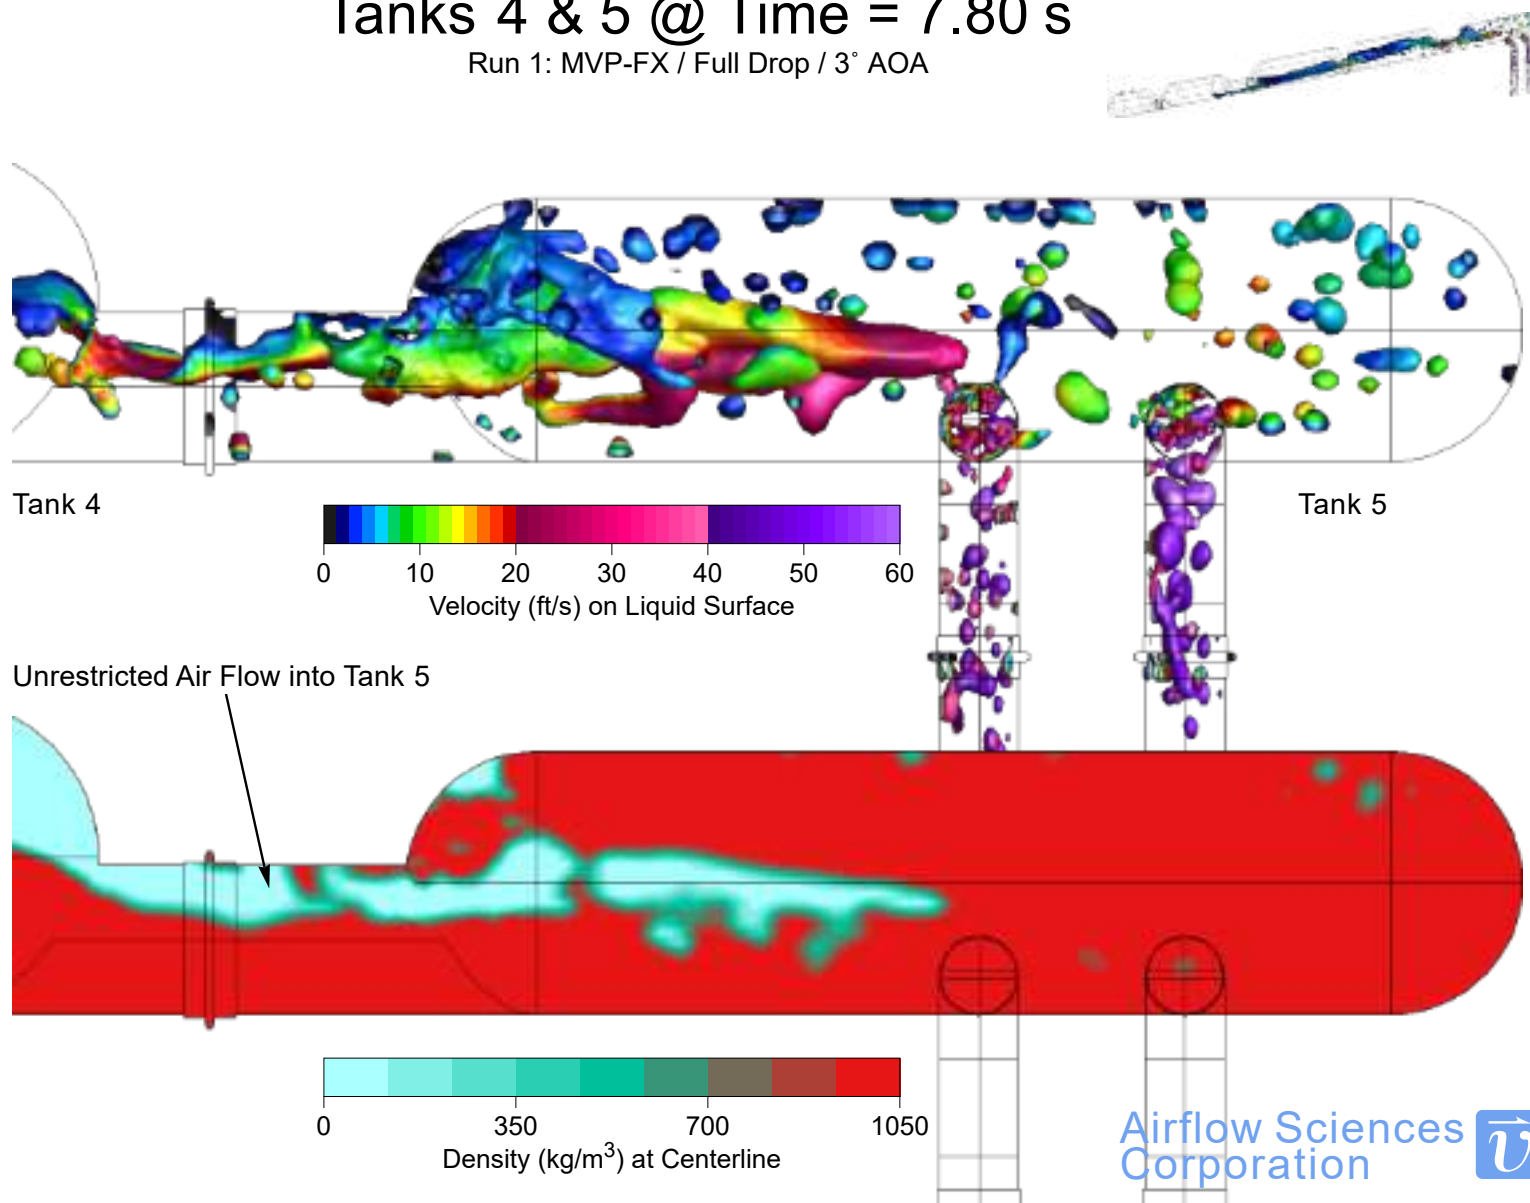 Tanks 4 & 5 @ Time = 7.80 s
Run 1: MVP-FX / Full Drop / 3° AOA
Tank 4
Tank 5
0 10 20 30 40 50 60
Velocity (ft/s) on Liquid Surface
Unrestricted Air Flow into Tank 5
0 350 700 1050
Density (kg/m³) at Centerline
Airflow Sciences
Corporation
v